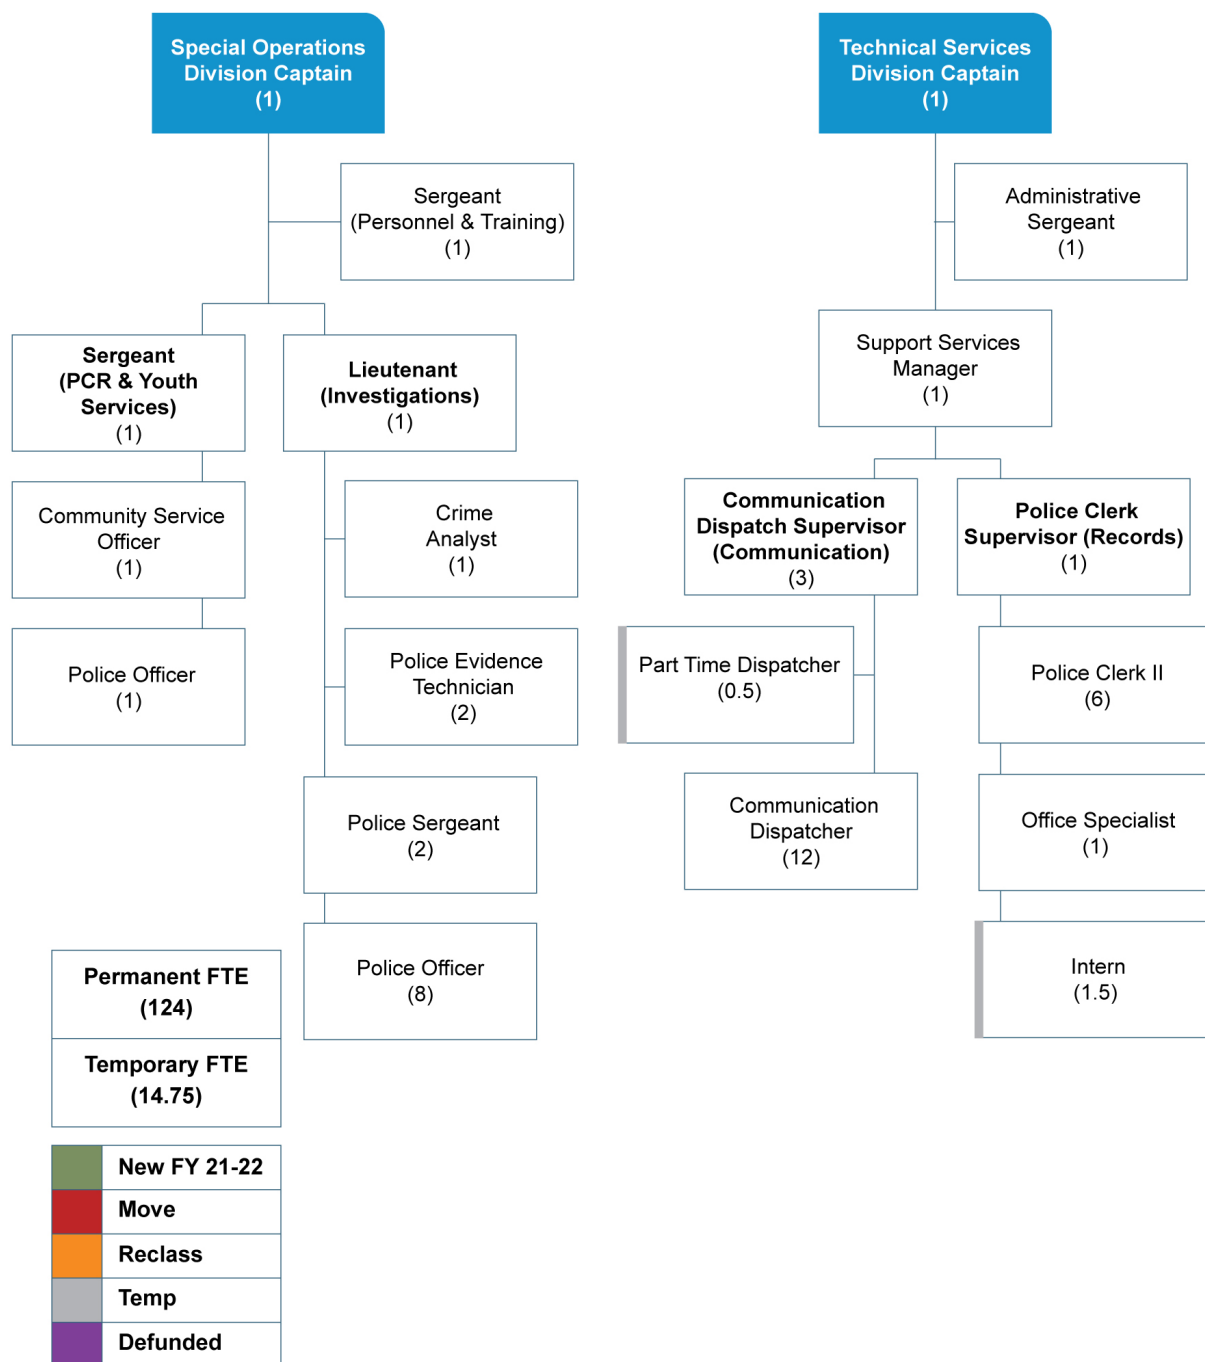 Special Operations
Division Captain
(1)
Sergeant
(Personnel & Training)
(1)
Sergeant
(PCR & Youth
Services)
(1)
Lieutenant
(Investigations)
(1)
Community Service
Officer
(1)
Police Officer
(1)
Crime
Analyst
(1)
Police Evidence
Technician
(2)
Police Sergeant
(2)
Police Officer
(8)
Technical Services
Division Captain
(1)
Administrative
Sergeant
(1)
Support Services
Manager
(1)
Communication
Dispatch Supervisor
(Communication)
(3)
Police Clerk
Supervisor (Records)
(1)
Part Time Dispatcher
(0.5)
Communication
Dispatcher
(12)
Police Clerk II
(6)
Office Specialist
(1)
Intern
(1.5)
Permanent FTE
(124)
Temporary FTE
(14.75)
New FY 21-22
Move
Reclass
Temp
Defunded